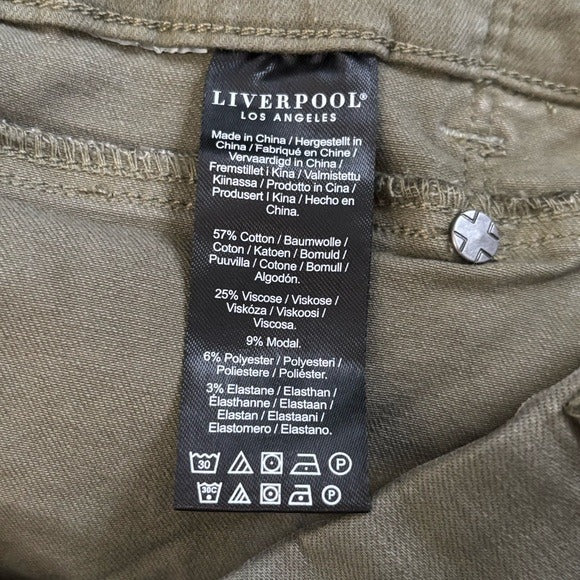 LIVERPOOL®
LOS ANGELES
Made in China / Hergestellt in
China / Fabriqué en Chine /
Vervaardigd in China /
Fremstillet i Kina / Valmistettu
Kiinassa / Prodotto in Cina /
Produsert i Kina / Hecho en
China.
57% Cotton / Baumwolle /
Coton / Katoen / Bomuld /
Puuvilla / Cotone / Bomull /
Algodón.
25% Viscose / Viskose /
Viskóza / Viskoosi /
Viscosa.
9% Modal.
6% Polyester / Polyesteri /
Poliestere / Poliéster.
3% Elastane / Elasthan /
Élasthanne / Elastaan /
Elastan / Elastaani /
Elastomero / Elastano.
30 P
30C P